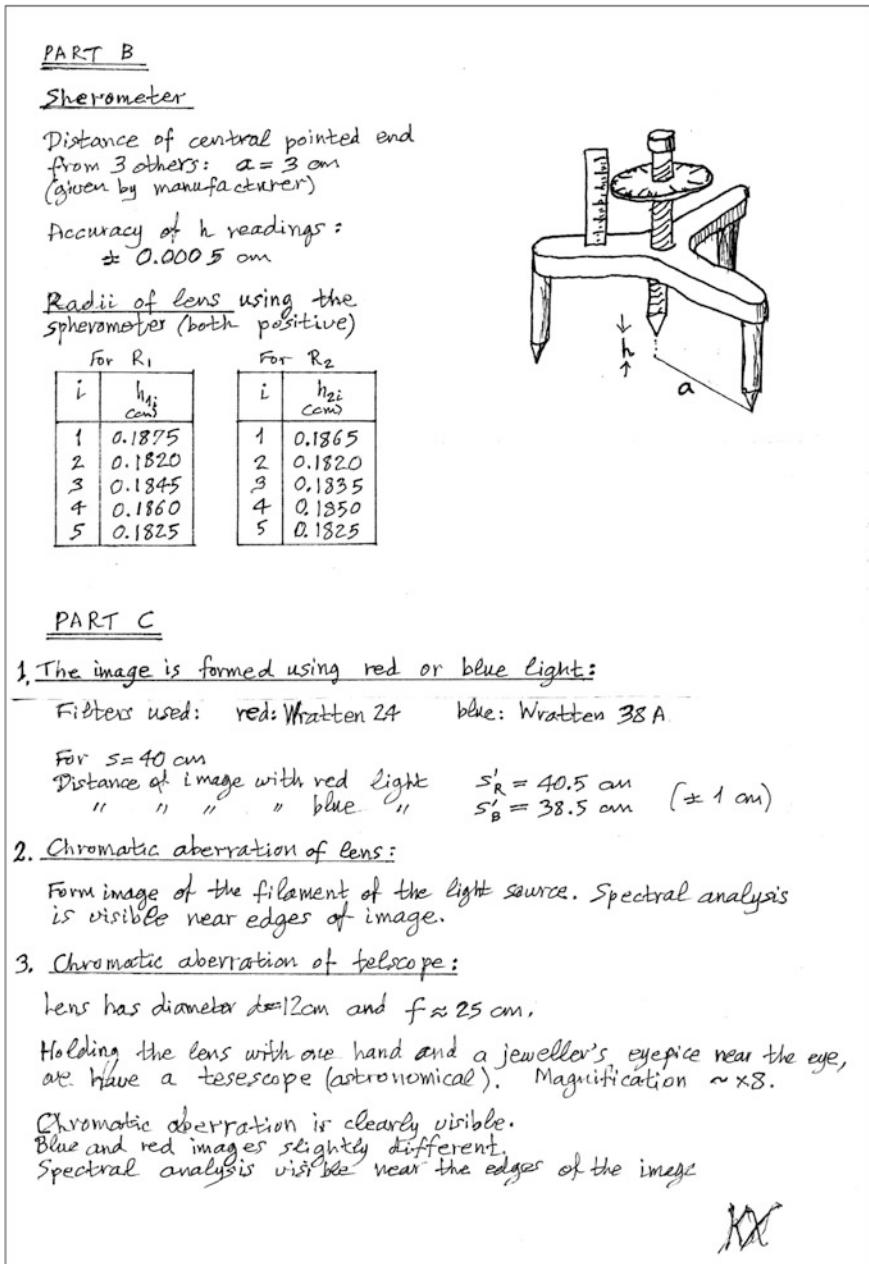 PART B
Sherometer
Distance of central pointed end
from 3 others: a = 3 cm
(given by manufacturer)
Accuracy of h readings:
± 0.0005 cm
Radii of lens using the
spherometer (both positive)
For R₁ For R₂
i h₁ᵢ (cm) i h₂ᵢ (cm)
1 0.1875 1 0.1865
2 0.1820 2 0.1820
3 0.1845 3 0.1835
4 0.1860 4 0.1850
5 0.1825 5 0.1825
h
a
PART C
1. The image is formed using red or blue light:
Filters used: red: Wratten 24 blue: Wratten 38A
For s = 40 cm
Distance of image with red light s'R = 40.5 cm
" " " " blue " s'B = 38.5 cm (± 1 cm)
2. Chromatic aberration of lens:
Form image of the filament of the light source. Spectral analysis
is visible near edges of image.
3. Chromatic aberration of telscope:
Lens has diameter d=12cm and f ≈ 25 cm.
Holding the lens with one hand and a jeweller's eyepice near the eye,
we have a tesescope (astronomical). Magnification ~ x8.
Chromatic aberration is clearly visible.
Blue and red images slightly different.
Spectral analysis visible near the edges of the image